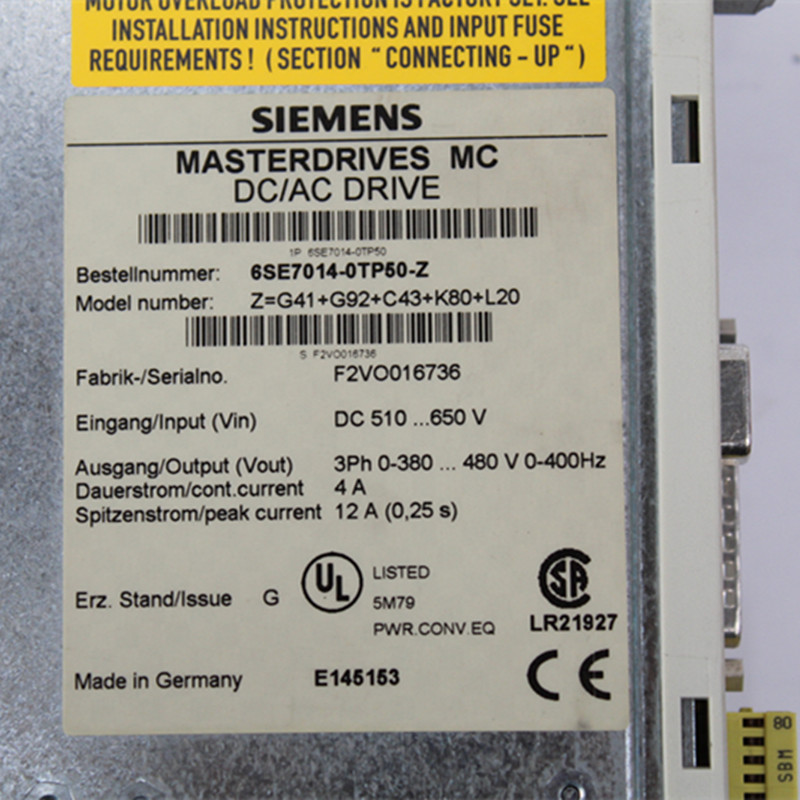 MOTOR OVERLOAD PROTECTION IS FACTORY SET. SEE
INSTALLATION INSTRUCTIONS AND INPUT FUSE
REQUIREMENTS ! ( SECTION “ CONNECTING - UP “ )
SIEMENS
MASTERDRIVES MC
DC/AC DRIVE
1P 6SE7014-0TP50
Bestellnummer: 6SE7014-0TP50-Z
Model number: Z=G41+G92+C43+K80+L20
S F2VO016736
Fabrik-/Serialno. F2VO016736
Eingang/Input (Vin) DC 510 ...650 V
Ausgang/Output (Vout) 3Ph 0-380 ... 480 V 0-400Hz
Dauerstrom/cont.current 4 A
Spitzenstrom/peak current 12 A (0,25 s)
Erz. Stand/Issue G
UL
LISTED
5M79
PWR.CONV.EQ
SA
LR21927
Made in Germany E145153
CE
80
SBM